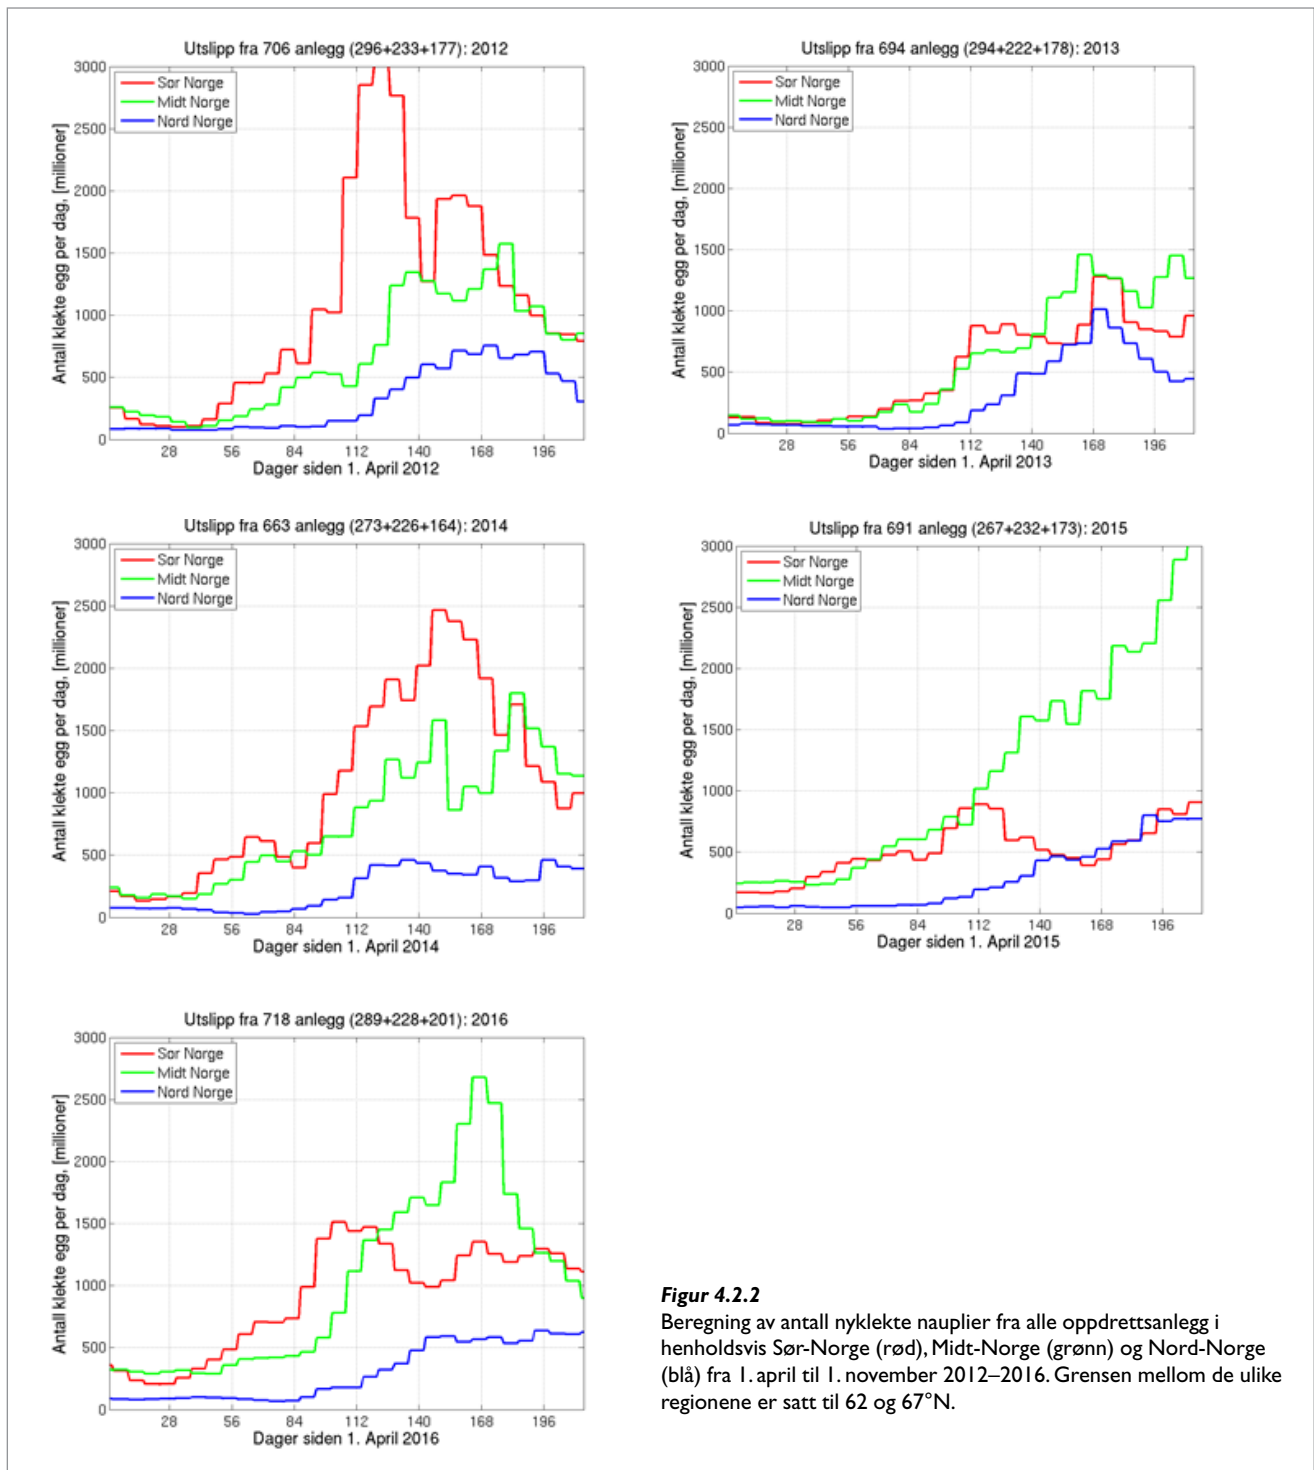 Utslipp fra 706 anlegg (296+233+177): 2012
3000
2500
2000
1500
1000
500
0
Antall klekte egg per dag, [millioner]
Sør Norge
Midt Norge
Nord Norge
28 56 84 112 140 168 196
Dager siden 1. April 2012
Utslipp fra 694 anlegg (294+222+178): 2013
3000
2500
2000
1500
1000
500
0
Antall klekte egg per dag, [millioner]
Sør Norge
Midt Norge
Nord Norge
28 56 84 112 140 168 196
Dager siden 1. April 2013
Utslipp fra 663 anlegg (273+226+164): 2014
3000
2500
2000
1500
1000
500
0
Antall klekte egg per dag, [millioner]
Sør Norge
Midt Norge
Nord Norge
28 56 84 112 140 168 196
Dager siden 1. April 2014
Utslipp fra 691 anlegg (267+232+173): 2015
3000
2500
2000
1500
1000
500
0
Antall klekte egg per dag, [millioner]
Sør Norge
Midt Norge
Nord Norge
28 56 84 112 140 168 196
Dager siden 1. April 2015
Utslipp fra 718 anlegg (289+228+201): 2016
3000
2500
2000
1500
1000
500
0
Antall klekte egg per dag, [millioner]
Sør Norge
Midt Norge
Nord Norge
28 56 84 112 140 168 196
Dager siden 1. April 2016
Figur 4.2.2
Beregning av antall nyklekte nauplier fra alle oppdrettsanlegg i
henholdsvis Sør-Norge (rød), Midt-Norge (grønn) og Nord-Norge
(blå) fra 1. april til 1. november 2012–2016. Grensen mellom de ulike
regionene er satt til 62 og 67°N.